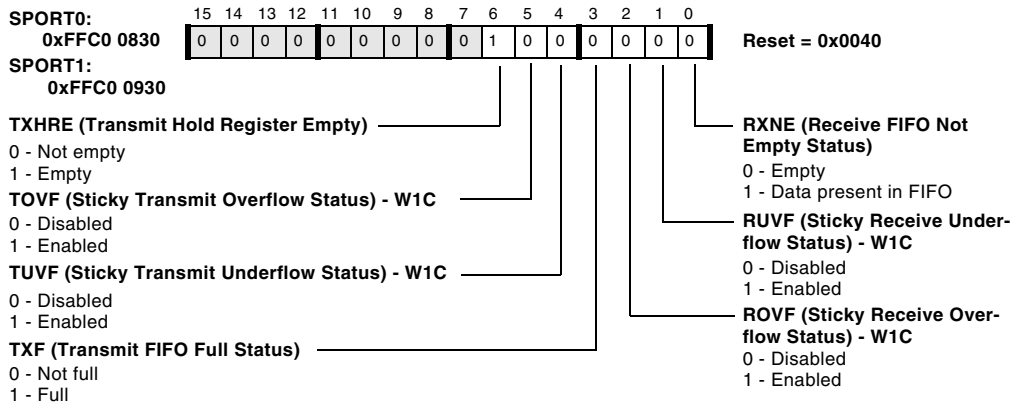 SPORT0:
0xFFC0 0830
SPORT1:
0xFFC0 0930
15 14 13 12 11 10 9 8 7 6 5 4 3 2 1 0
0 0 0 0 0 0 0 0 0 1 0 0 0 0 0 0
Reset = 0x0040
TXHRE (Transmit Hold Register Empty)
0 - Not empty
1 - Empty
TOVF (Sticky Transmit Overflow Status) - W1C
0 - Disabled
1 - Enabled
TUVF (Sticky Transmit Underflow Status) - W1C
0 - Disabled
1 - Enabled
TXF (Transmit FIFO Full Status)
0 - Not full
1 - Full
RXNE (Receive FIFO Not
Empty Status)
0 - Empty
1 - Data present in FIFO
RUVF (Sticky Receive Under-
flow Status) - W1C
0 - Disabled
1 - Enabled
ROVF (Sticky Receive Over-
flow Status) - W1C
0 - Disabled
1 - Enabled